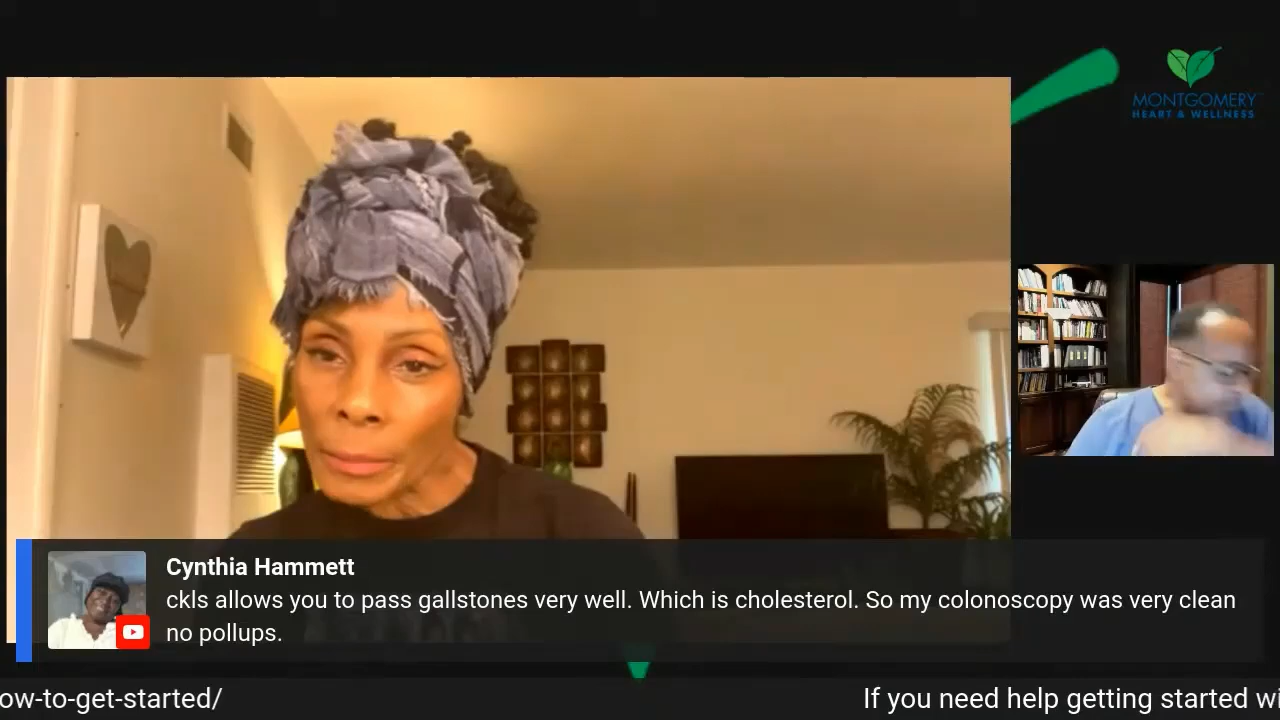 MONTGOMERY
HEART & WELLNESS
Cynthia Hammett
ckls allows you to pass gallstones very well. Which is cholesterol. So my colonoscopy was very clean
no pollups.
ow-to-get-started/
If you need help getting started wi